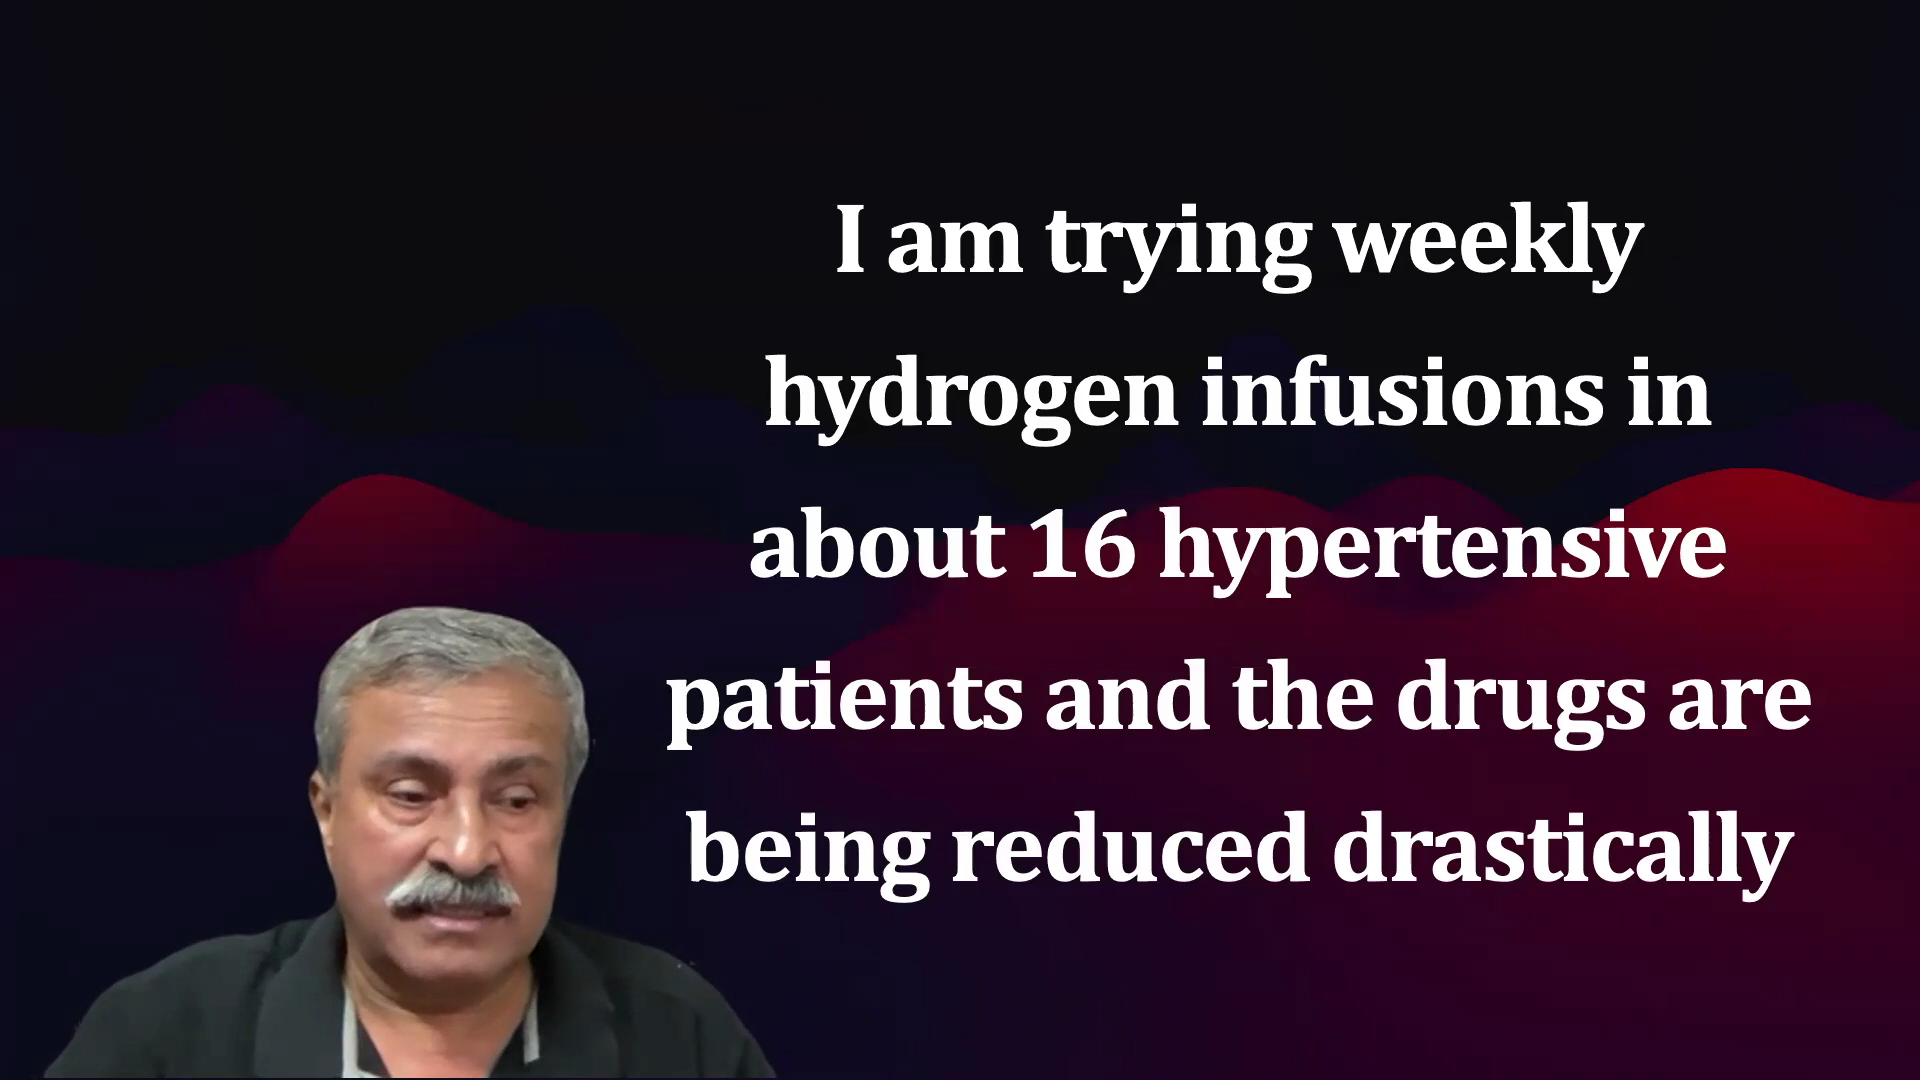 I am trying weekly
hydrogen infusions in
about 16 hypertensive
patients and the drugs are
being reduced drastically